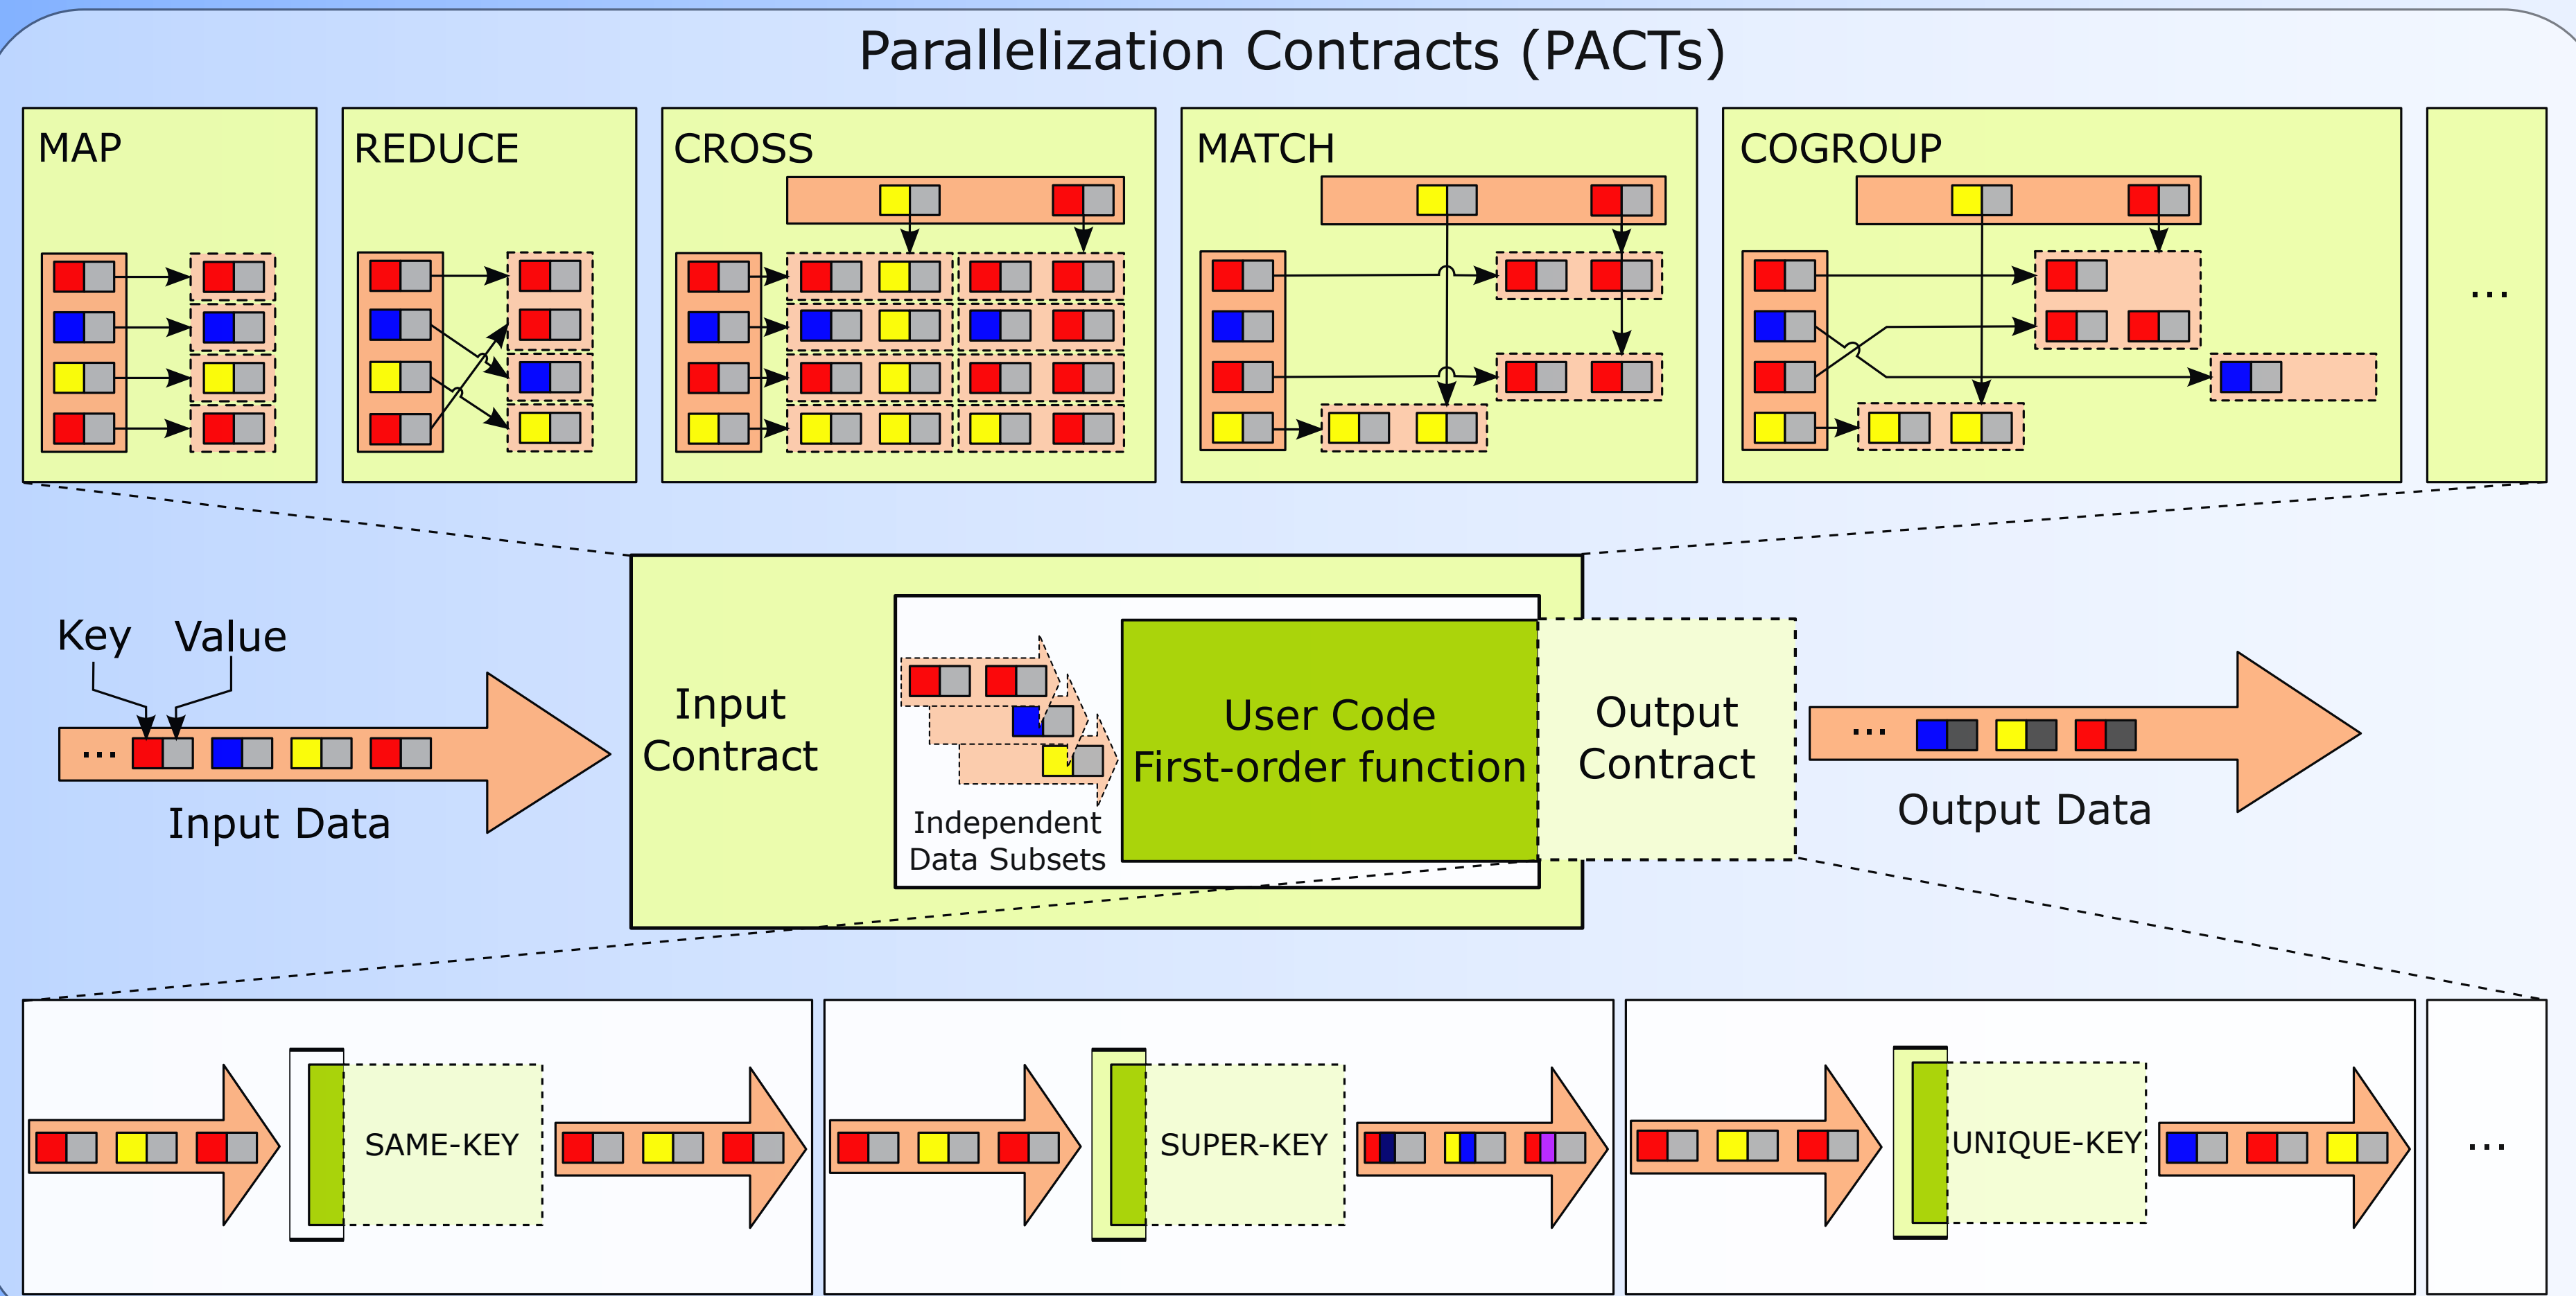 Parallelization Contracts (PACTs)
MAP
REDUCE
CROSS
MATCH
COGROUP
...
Key
Value
...
Input Data
Input
Contract
Independent
Data Subsets
User Code
First-order function
Output
Contract
...
Output Data
SAME-KEY
SUPER-KEY
UNIQUE-KEY
...